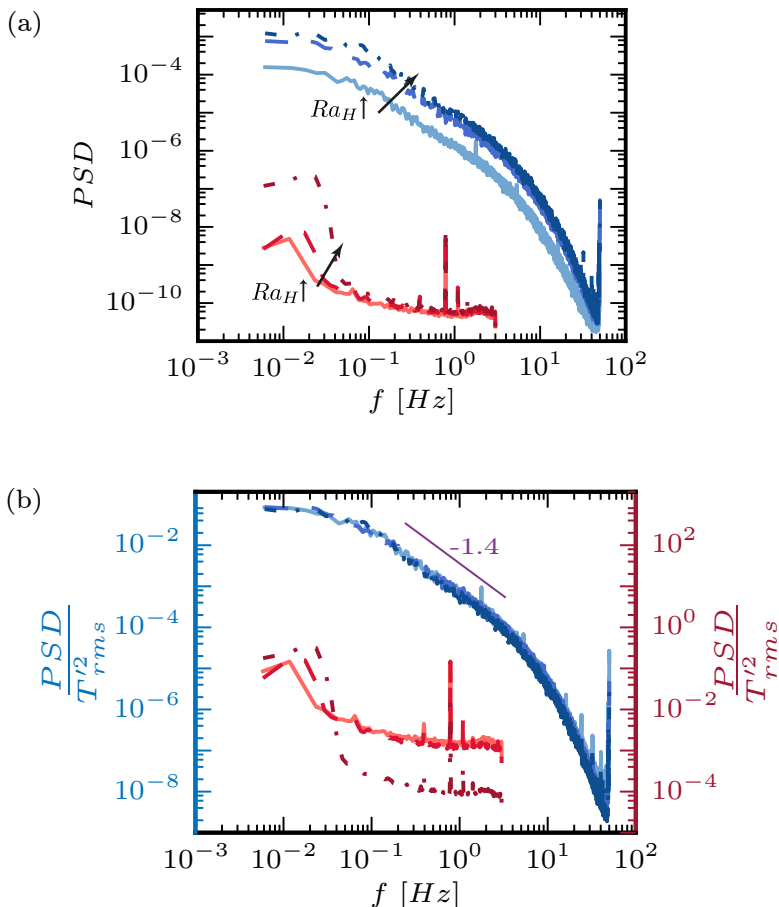 (a)
PSD
10^{-4}
10^{-6}
10^{-8}
10^{-10}
Ra_H↑
Ra_H↑
10^{-3} 10^{-2} 10^{-1} 10^0 10^1 10^2
f [Hz]
(b)
PSD/T'^2_{rms}
10^{-2}
10^{-4}
10^{-6}
10^{-8}
-1.4
10^2
10^0
10^{-2}
10^{-4}
PSD/T'^2_{rms}
10^{-3} 10^{-2} 10^{-1} 10^0 10^1 10^2
f [Hz]